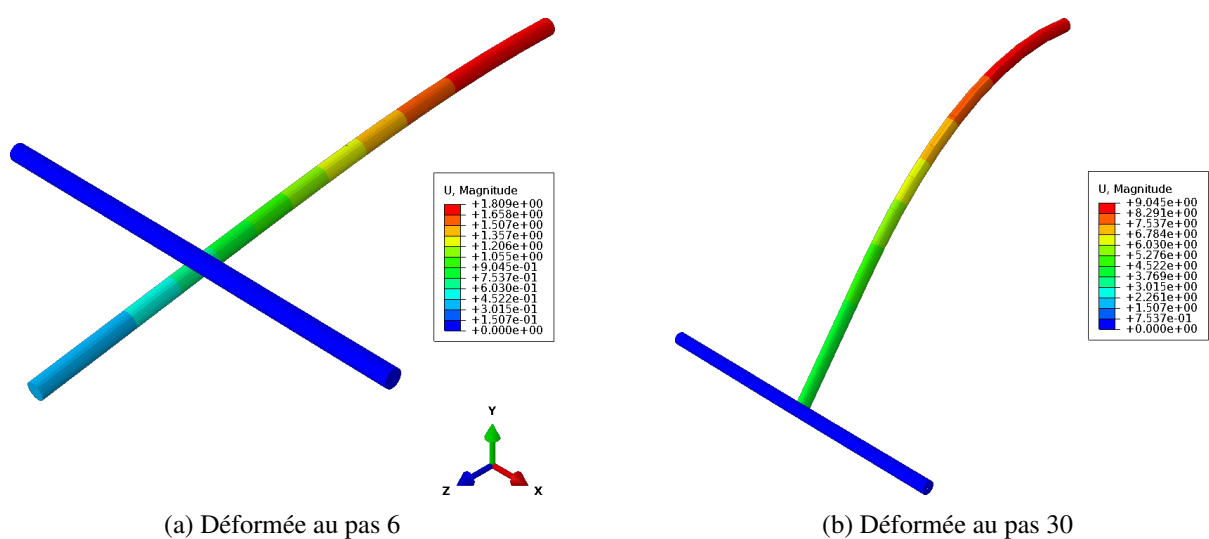 U, Magnitude
+1.809e+00
+1.658e+00
+1.507e+00
+1.357e+00
+1.206e+00
+1.055e+00
+9.045e-01
+7.537e-01
+6.030e-01
+4.522e-01
+3.015e-01
+1.507e-01
+0.000e+00
Y
Z
X
(a) Déformée au pas 6
U, Magnitude
+9.045e+00
+8.291e+00
+7.537e+00
+6.784e+00
+6.030e+00
+5.276e+00
+4.522e+00
+3.769e+00
+3.015e+00
+2.261e+00
+1.507e+00
+7.537e-01
+0.000e+00
(b) Déformée au pas 30